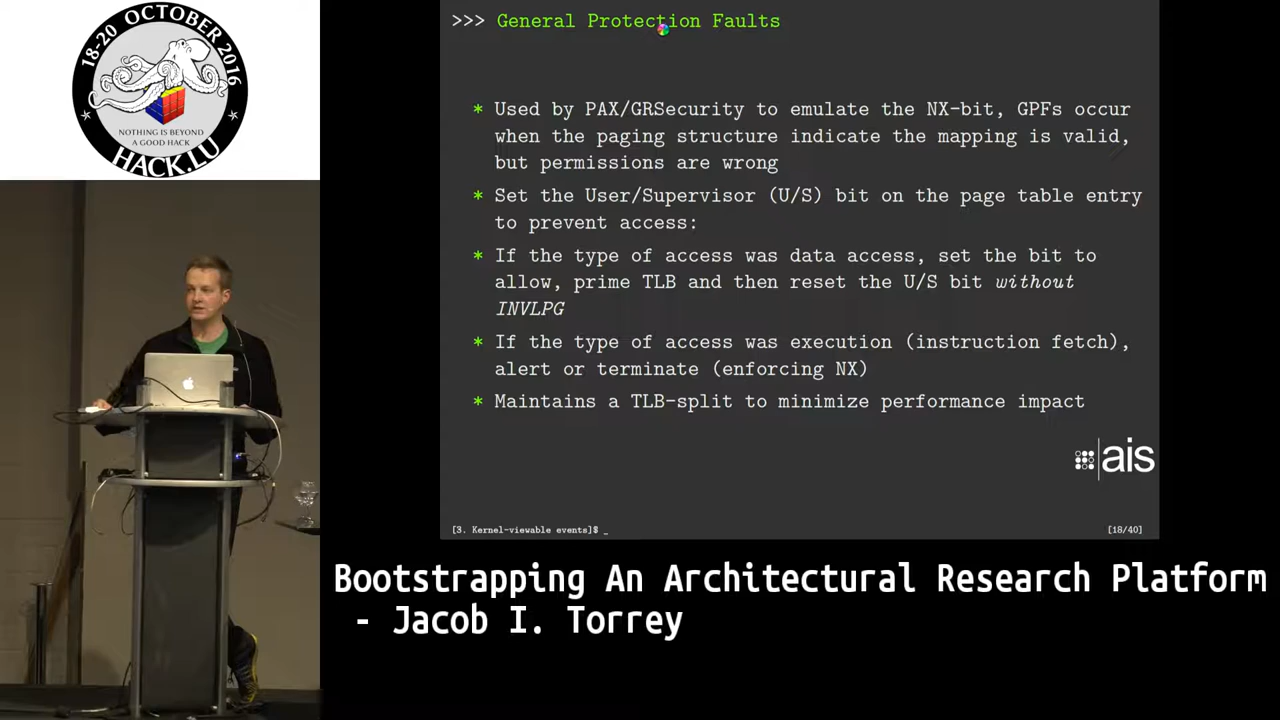 18-20 OCTOBER 2016
NOTHING IS BEYOND
A GOOD HACK
HACK.LU
>>> General Protection Faults
* Used by PAX/GRSecurity to emulate the NX-bit, GPFs occur
when the paging structure indicate the mapping is valid,
but permissions are wrong
* Set the User/Supervisor (U/S) bit on the page table entry
to prevent access:
* If the type of access was data access, set the bit to
allow, prime TLB and then reset the U/S bit without
INVLPG
* If the type of access was execution (instruction fetch),
alert or terminate (enforcing NX)
* Maintains a TLB-split to minimize performance impact
ais
[3. Kernel-viewable events]$ _
[18/40]
Bootstrapping An Architectural Research Platform
- Jacob I. Torrey